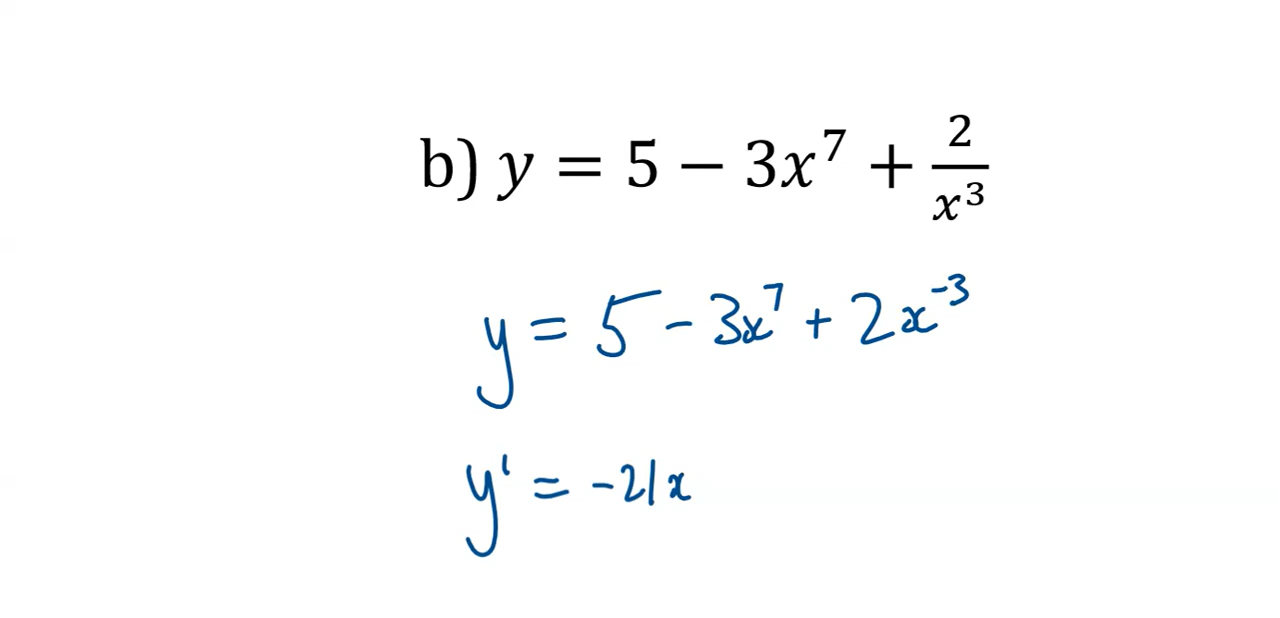 b) y = 5 − 3x⁷ + 2/x³
y = 5 − 3x⁷ + 2x⁻³
y' = −21x